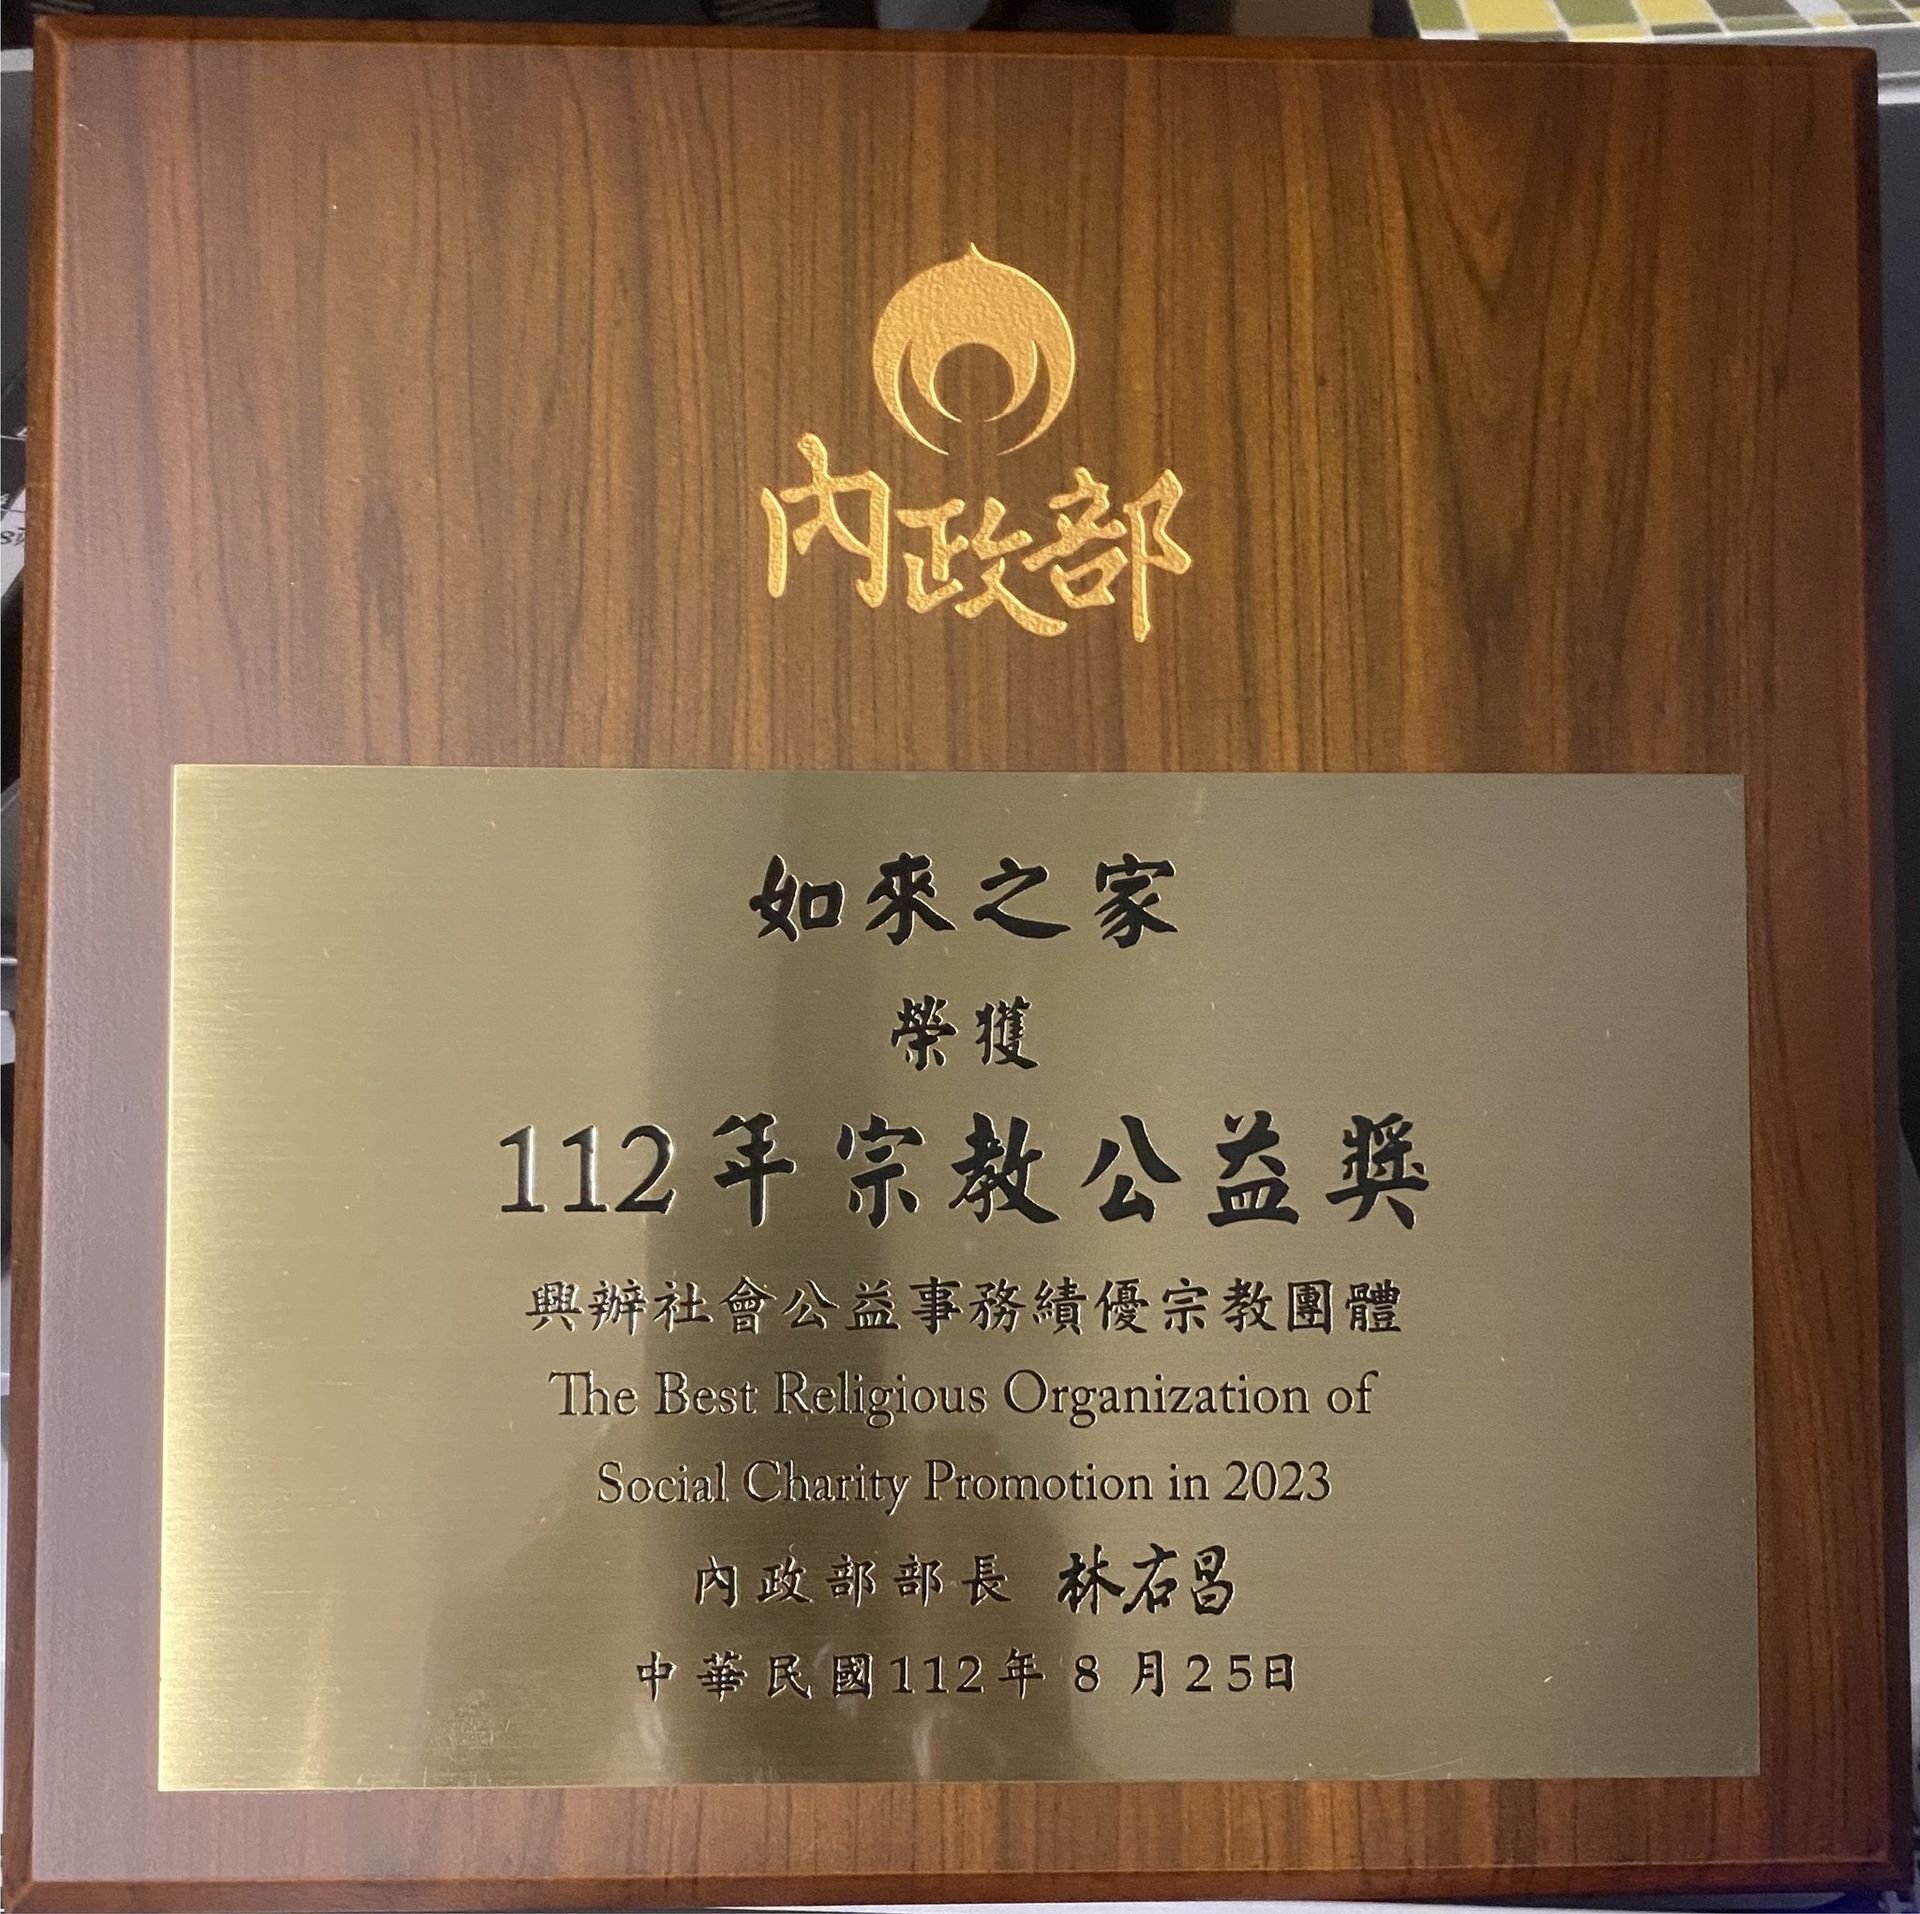 內政部
如來之家
榮獲
112年宗教公益獎
興辦社會公益事務績優宗教團體
The Best Religious Organization of
Social Charity Promotion in 2023
內政部部長 林右昌
中華民國112年8月25日